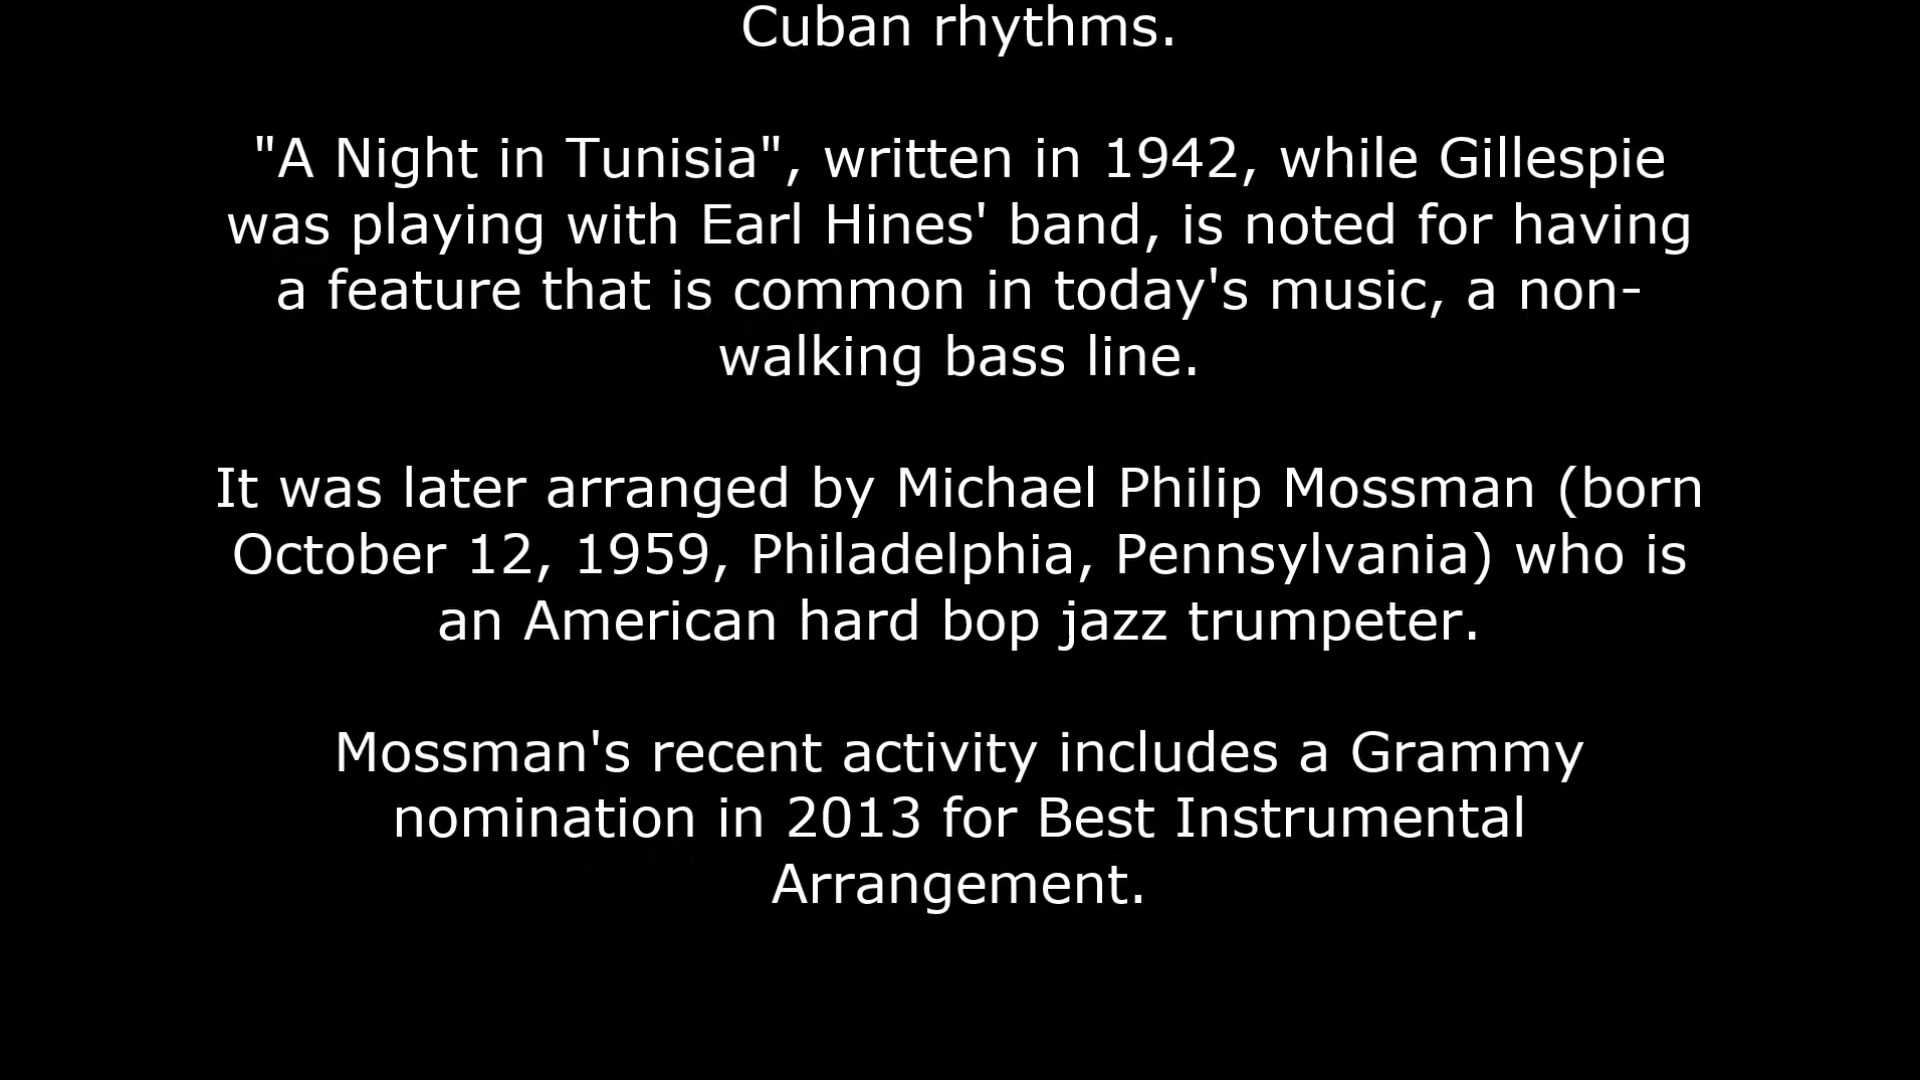 Cuban rhythms.
"A Night in Tunisia", written in 1942, while Gillespie
was playing with Earl Hines' band, is noted for having
a feature that is common in today's music, a non-
walking bass line.
It was later arranged by Michael Philip Mossman (born
October 12, 1959, Philadelphia, Pennsylvania) who is
an American hard bop jazz trumpeter.
Mossman's recent activity includes a Grammy
nomination in 2013 for Best Instrumental
Arrangement.